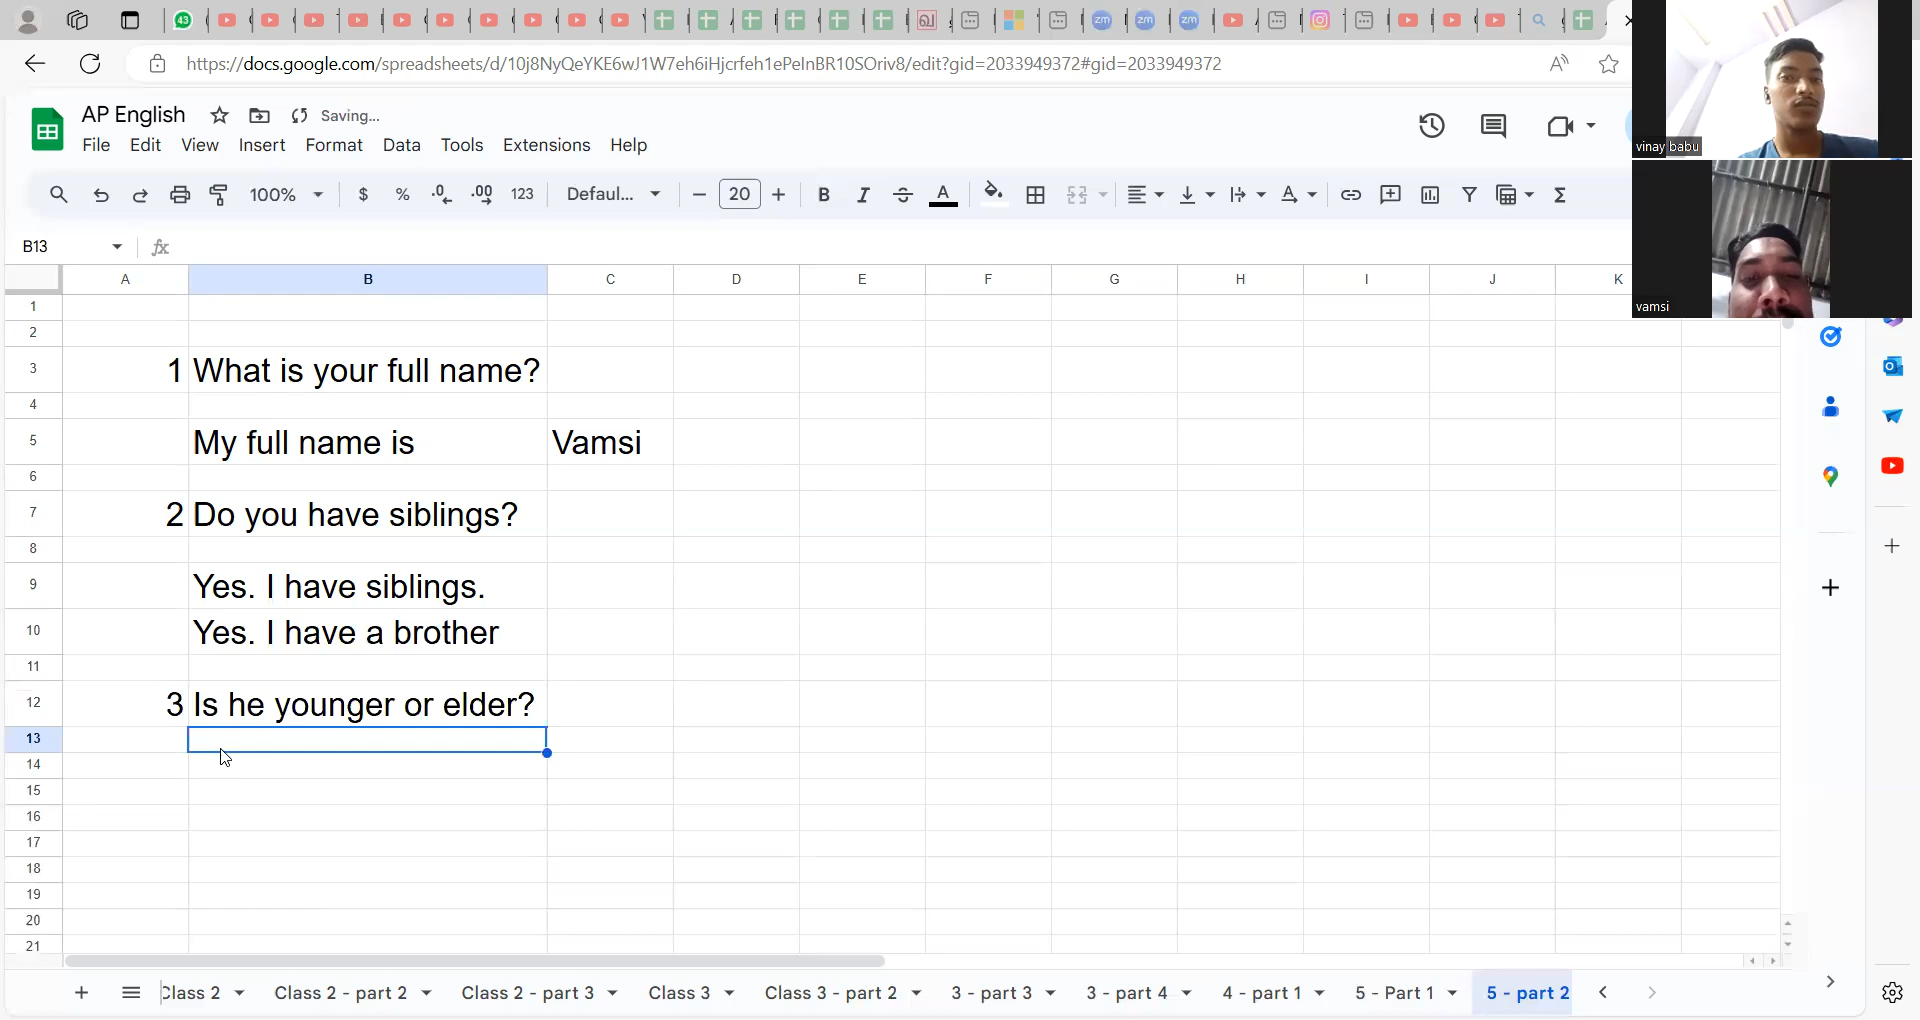 43
https://docs.google.com/spreadsheets/d/10j8NyQeYKE6wJ1W7eh6iHjcrfeh1ePeInBR10SOriv8/edit?gid=2033949372#gid=2033949372
AP English
Saving...
File Edit View Insert Format Data Tools Extensions Help
100% $ % .0 .00 123 Defaul... 20 B I S A
B13 fx
A B C D E F G H I J K
1
2
3 1 What is your full name?
4
5 My full name is Vamsi
6
7 2 Do you have siblings?
8
9 Yes. I have siblings.
10 Yes. I have a brother
11
12 3 Is he younger or elder?
13
14
15
16
17
18
19
20
21
Class 2 Class 2 - part 2 Class 2 - part 3 Class 3 Class 3 - part 2 3 - part 3 3 - part 4 4 - part 1 5 - Part 1 5 - part 2
vinay babu
vamsi